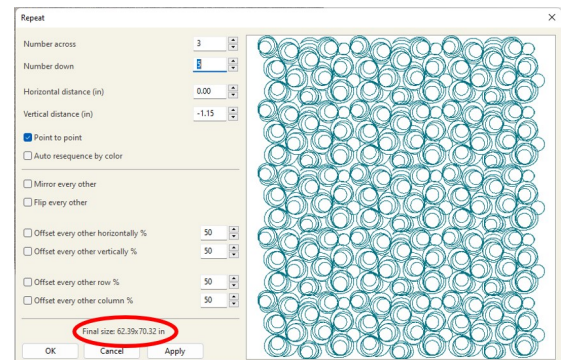 Repeat
Number across 3
Number down 5
Horizontal distance (in) 0.00
Vertical distance (in) -1.15
Point to point
Auto resequence by color
Mirror every other
Flip every other
Offset every other horizontally % 50
Offset every other vertically % 50
Offset every other row % 50
Offset every other column % 50
Final size: 62.39x70.32 in
OK Cancel Apply